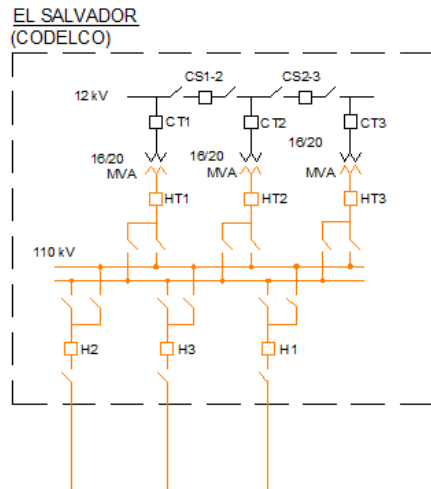 EL SALVADOR
(CODELCO)
CS1-2 CS2-3
12 kV
CT1 CT2 CT3
16/20 MVA 16/20 MVA 16/20 MVA
HT1 HT2 HT3
110 kV
H2 H3 H1